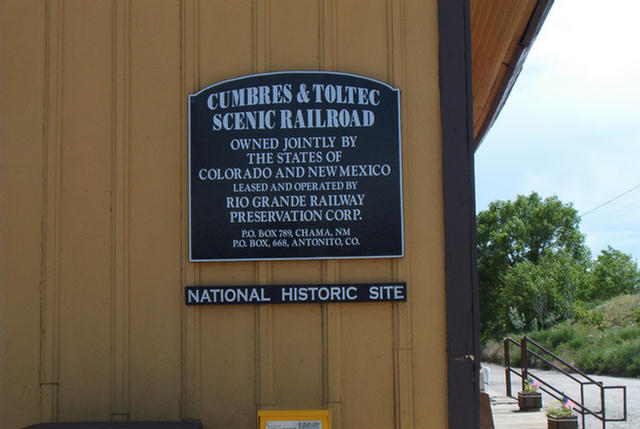 CUMBRES & TOLTEC
SCENIC RAILROAD
OWNED JOINTLY BY
THE STATES OF
COLORADO AND NEW MEXICO
LEASED AND OPERATED BY
RIO GRANDE RAILWAY
PRESERVATION CORP.
P.O. BOX 789, CHAMA, NM
P.O. BOX, 668, ANTONITO, CO.
NATIONAL HISTORIC SITE